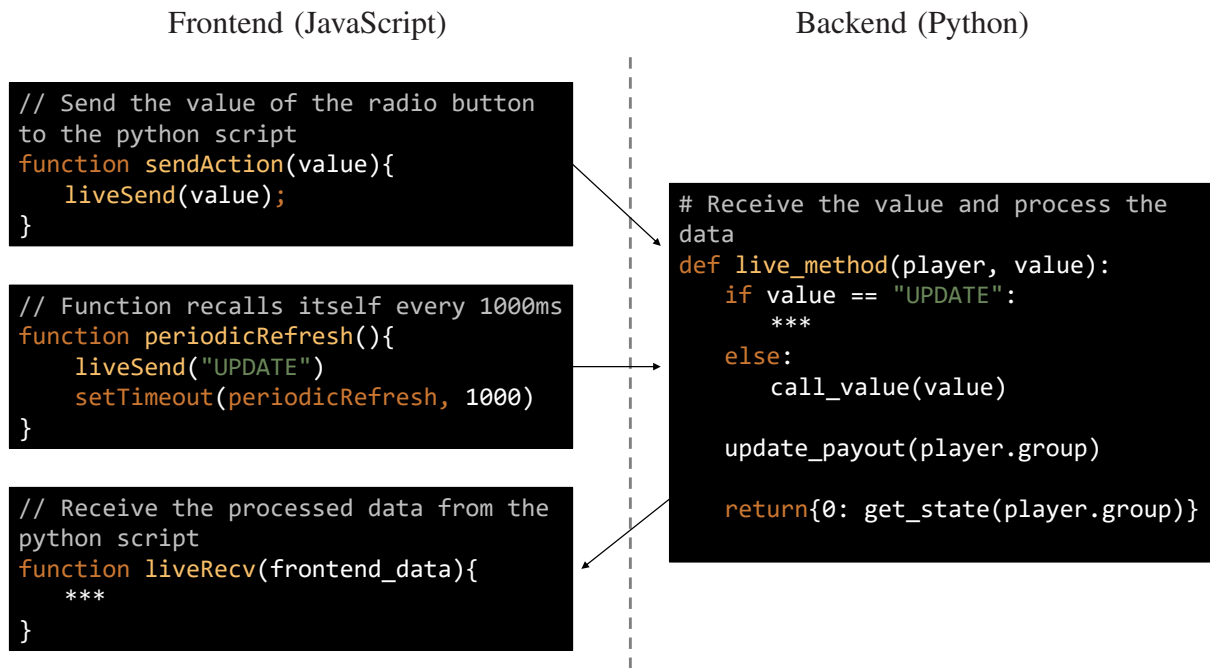 Frontend (JavaScript)
Backend (Python)
// Send the value of the radio button
to the python script
function sendAction(value){
liveSend(value);
}
// Function recalls itself every 1000ms
function periodicRefresh(){
liveSend("UPDATE")
setTimeout(periodicRefresh, 1000)
}
// Receive the processed data from the
python script
function liveRecv(frontend_data){
***
}
# Receive the value and process the
data
def live_method(player, value):
if value == "UPDATE":
***
else:
call_value(value)
update_payout(player.group)
return{0: get_state(player.group)}